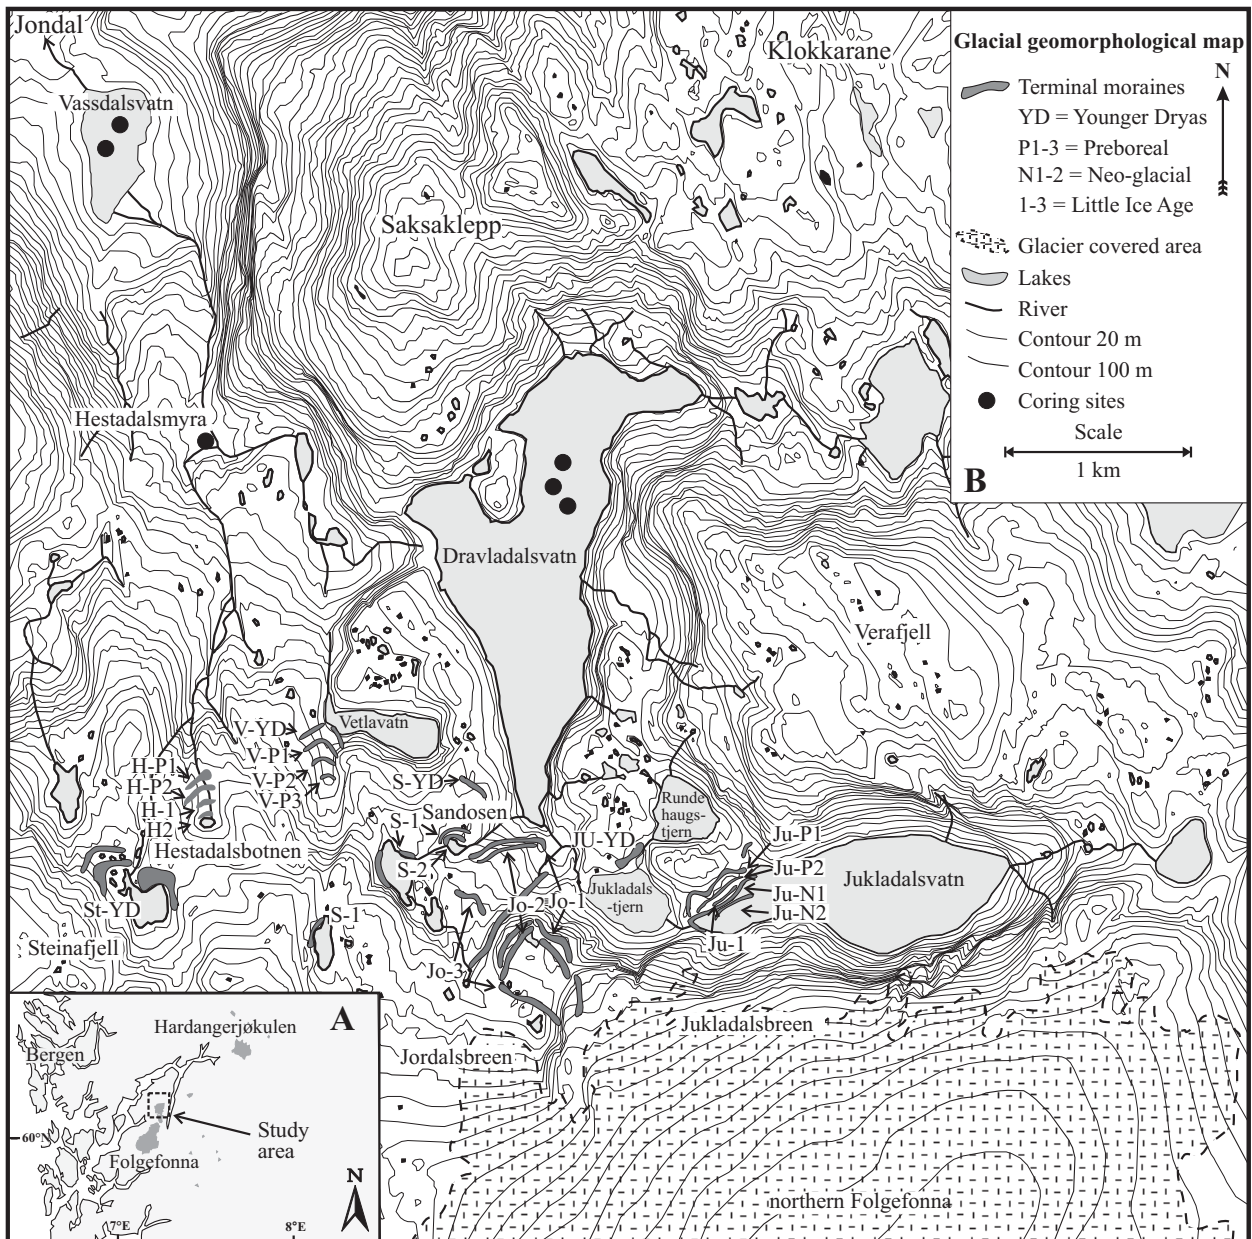 Jondal
Klokkarane
Vassdalsvatn
Saksaklepp
Glacial geomorphological map
N
Terminal moraines
YD = Younger Dryas
P1-3 = Preboreal
N1-2 = Neo-glacial
1-3 = Little Ice Age
Glacier covered area
Lakes
River
Contour 20 m
Contour 100 m
Coring sites
Scale
1 km
B
Hestadalsmyra
Dravladalsvatn
Verafjell
Vetlavatn
V-YD
V-P1
V-P2
V-P3
H-P1
H-P2
H-1
H2
Hestadalsbotnen
S-YD
Sandosen
S-1
S-2
Runde
haugs-
tjern
JU-YD
Jukladals
-tjern
Ju-P1
Ju-P2
Ju-N1
Ju-N2
Ju-1
Jukladalsvatn
St-YD
Steinafjell
S-1
Jo-2
Jo-1
Jo-3
Jukladalsbreen
Jordalsbreen
northern Folgefonna
A
Hardangerjøkulen
Bergen
60°N
Study
area
Folgefonna
N
7°E
8°E